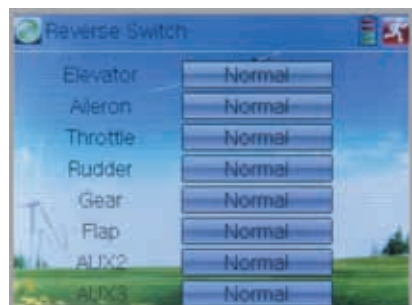 Reverse Switch
Elevator Normal
Aileron Normal
Throttle Normal
Rudder Normal
Gear Normal
Flap Normal
AUX2 Normal
AUX3 Normal